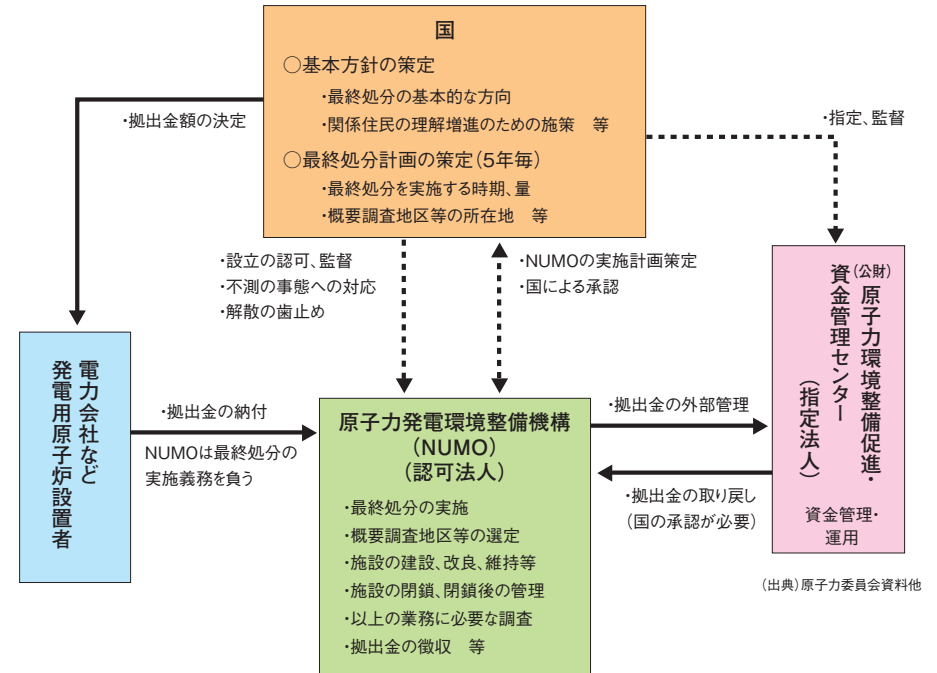 国
○基本方針の策定
・最終処分の基本的な方向
・関係住民の理解増進のための施策　等
○最終処分計画の策定(5年毎)
・最終処分を実施する時期、量
・概要調査地区等の所在地　等
・拠出金額の決定
・指定、監督
・設立の認可、監督
・不測の事態への対応
・解散の歯止め
・NUMOの実施計画策定
・国による承認
電力会社など
発電用原子炉設置者
・拠出金の納付
NUMOは最終処分の
実施義務を負う
原子力発電環境整備機構
(NUMO)
(認可法人)
・最終処分の実施
・概要調査地区等の選定
・施設の建設、改良、維持等
・施設の閉鎖、閉鎖後の管理
・以上の業務に必要な調査
・拠出金の徴収　等
・拠出金の外部管理
・拠出金の取り戻し
(国の承認が必要)
(公財)原子力環境整備促進・
資金管理センター
(指定法人)
資金管理・
運用
(出典)原子力委員会資料他